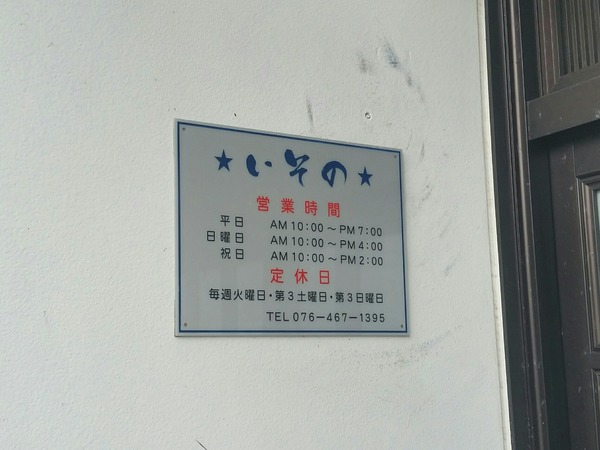 ★いその★
営業時間
平日 AM10:00～PM7:00
日曜日 AM10:00～PM4:00
祝日 AM10:00～PM2:00
定休日
毎週火曜日・第3土曜日・第3日曜日
TEL 076-467-1395